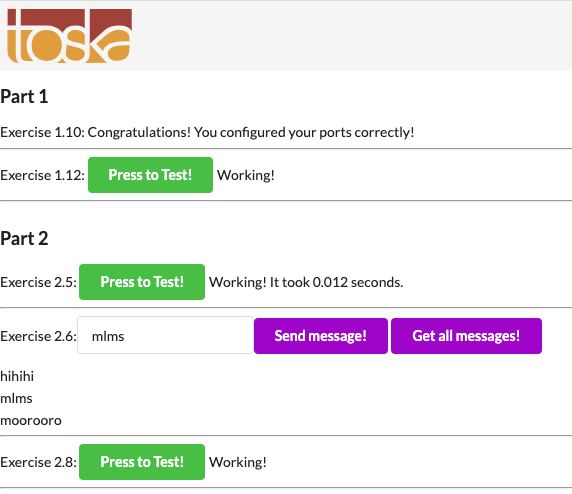 toska
Part 1
Exercise 1.10: Congratulations! You configured your ports correctly!
Exercise 1.12: Press to Test! Working!
Part 2
Exercise 2.5: Press to Test! Working! It took 0.012 seconds.
Exercise 2.6: mlms Send message! Get all messages!
hihihi
mlms
moorooro
Exercise 2.8: Press to Test! Working!